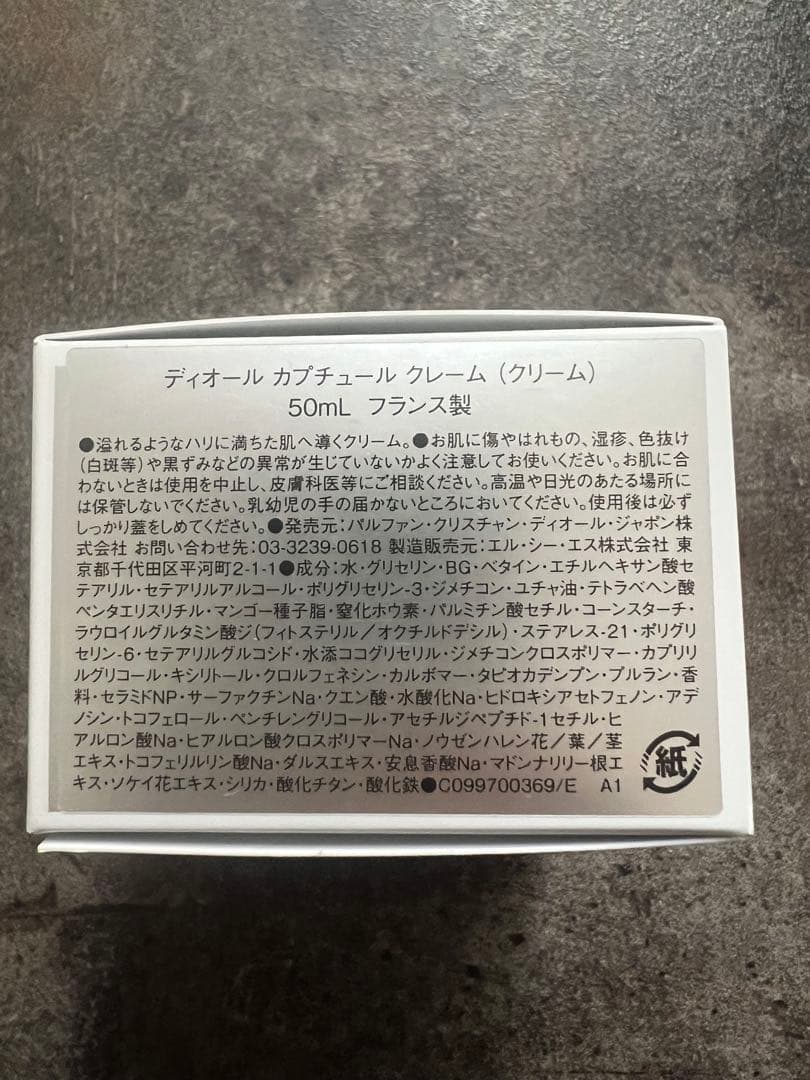 ディオール カプチュール クレーム (クリーム)
50mL フランス製
●溢れるようなハリに満ちた肌へ導くクリーム。●お肌に傷やはれもの、湿疹、色抜け
(白斑等)や黒ずみなどの異常が生じていないかよく注意してお使いください。お肌に合
わないときは使用を中止し、皮膚科医等にご相談ください。高温や日光のあたる場所に
は保管しないでください。乳幼児の手の届かないところにおいてください。使用後は必ず
しっかり蓋をしめてください。●発売元:パルファン・クリスチャン・ディオール・ジャポン株
式会社 お問い合わせ先:03-3239-0618 製造販売元:エル・シー・エス株式会社 東
京都千代田区平河町2-1-1●成分:水・グリセリン・BG・ベタイン・エチルヘキサン酸セ
テアリル・セテアリルアルコール・ポリグリセリン-3・ジメチコン・ユチャ油・テトラベヘン酸
ペンタエリスリチル・マンゴー種子脂・窒化ホウ素・パルミチン酸セチル・コーンスターチ・
ラウロイルグルタミン酸ジ(フィトステリル/オクチルドデシル)・ステアレス-21・ポリグリ
セリン-6・セテアリルグルコシド・水添ココグリセリル・ジメチコンクロスポリマー・カプリリ
ルグリコール・キシリトール・クロルフェネシン・カルボマー・タピオカデンプン・プルラン・香
料・セラミドNP・サーファクチンNa・クエン酸・水酸化Na・ヒドロキシアセトフェノン・アデ
ノシン・トコフェロール・ペンチレングリコール・アセチルジペプチド-1セチル・ヒ
アルロン酸Na・ヒアルロン酸クロスポリマーNa・ノウゼンハレン花/葉/茎
エキス・トコフェリルリン酸Na・ダルスエキス・安息香酸Na・マドンナリリー根エ
キス・ソケイ花エキス・シリカ・酸化チタン・酸化鉄●C099700369/E A1
紙